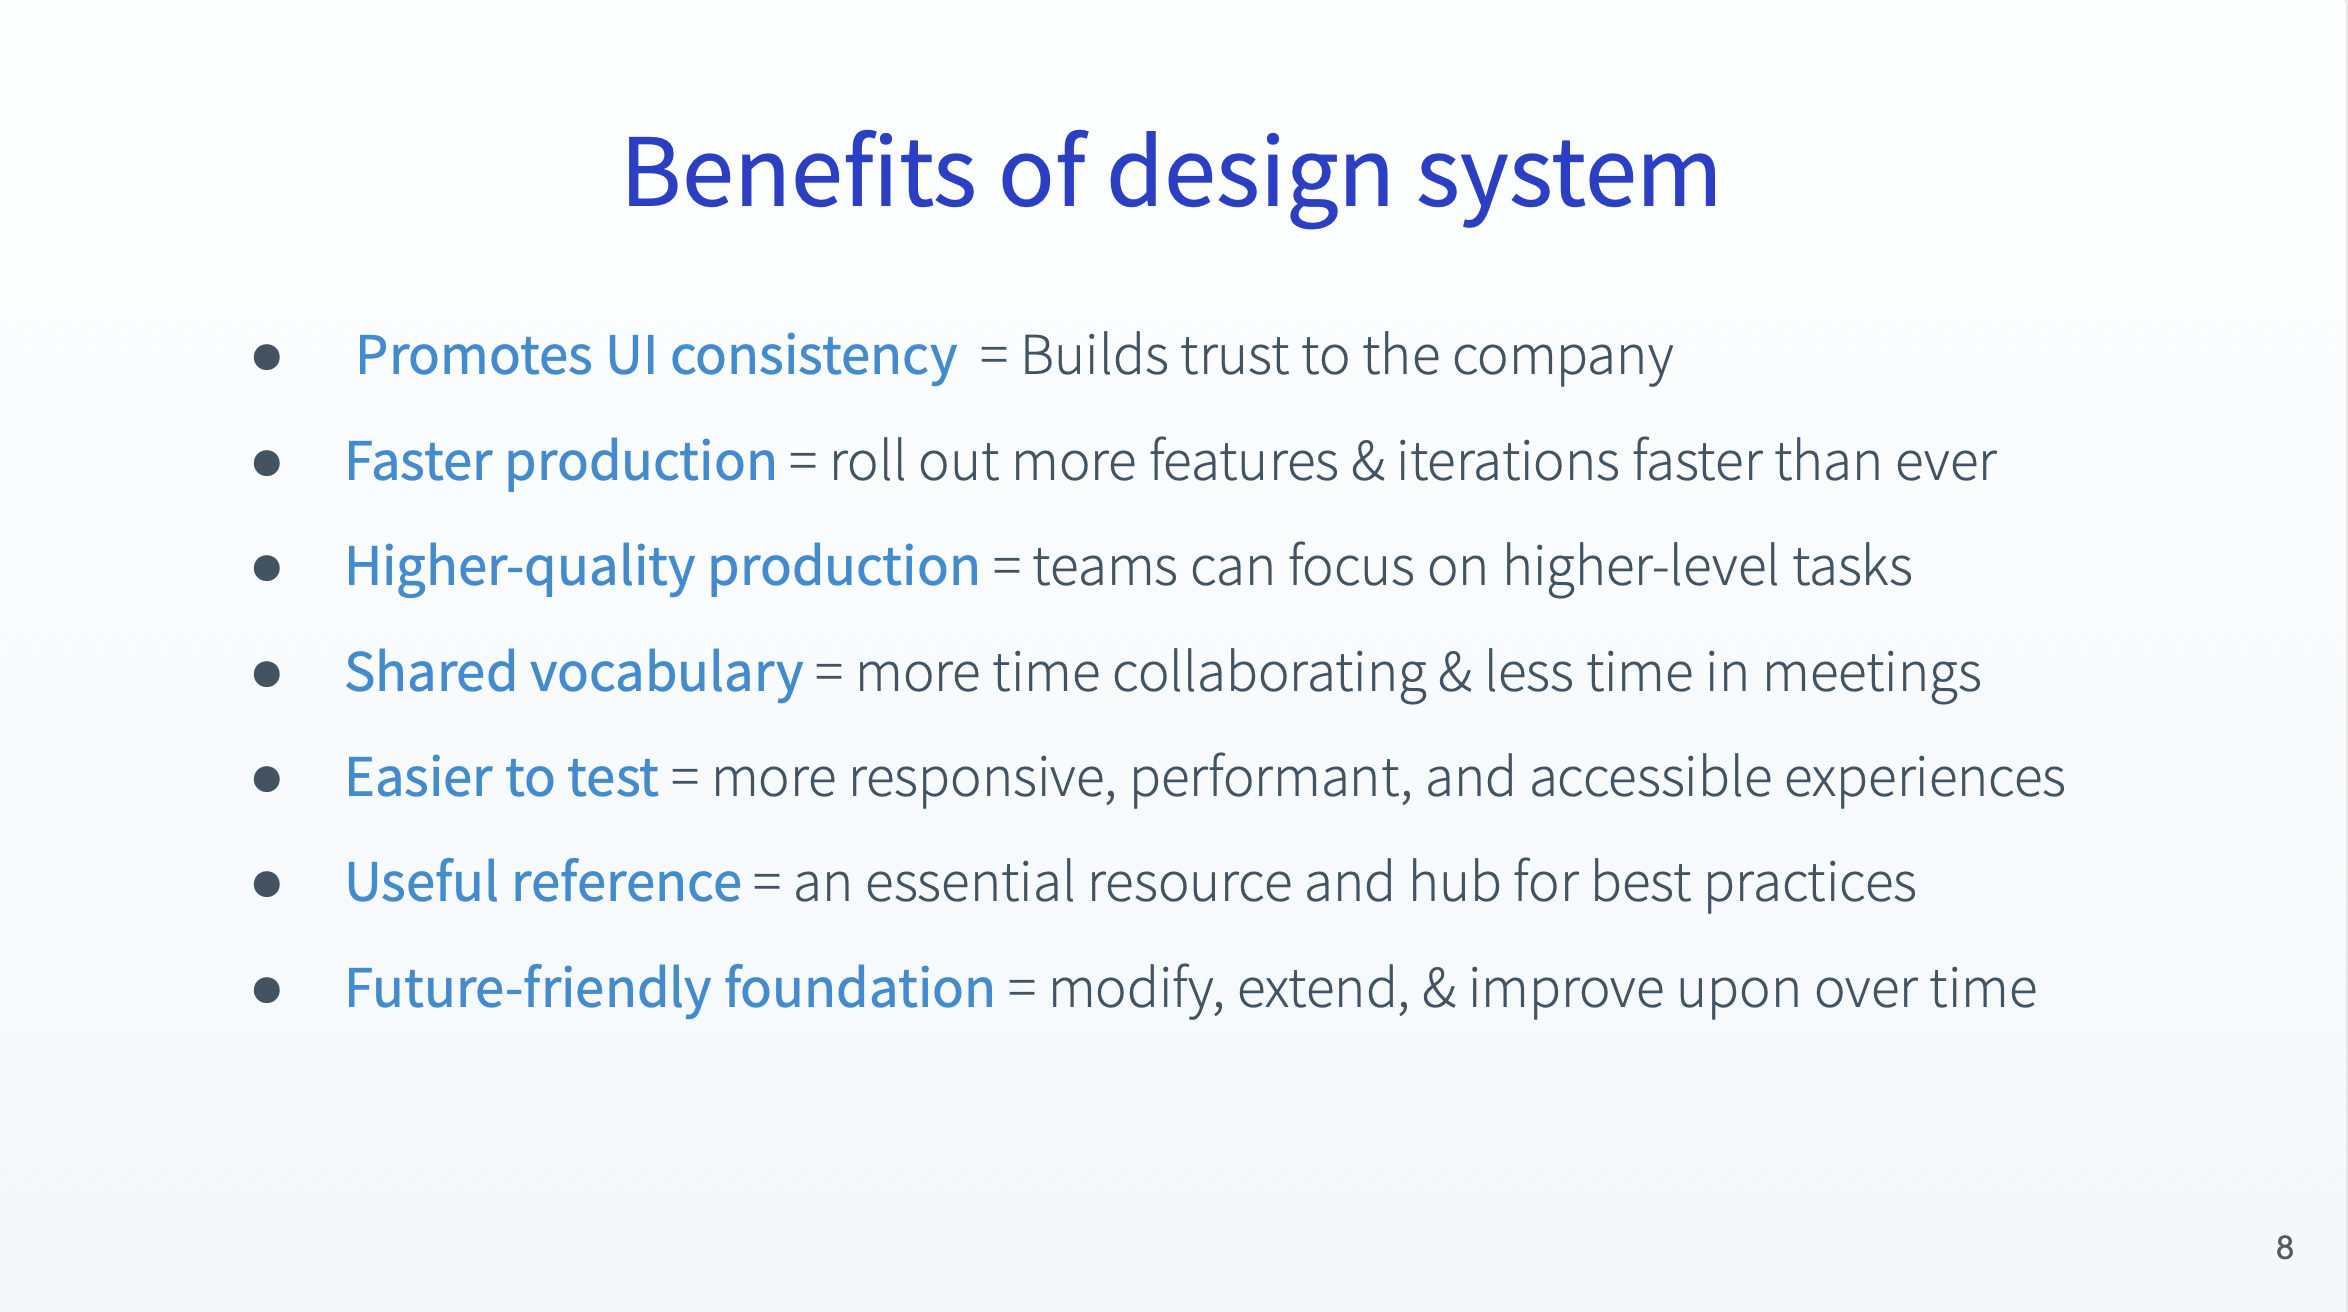 Benefits of design system
● Promotes UI consistency = Builds trust to the company
● Faster production = roll out more features & iterations faster than ever
● Higher-quality production = teams can focus on higher-level tasks
● Shared vocabulary = more time collaborating & less time in meetings
● Easier to test = more responsive, performant, and accessible experiences
● Useful reference = an essential resource and hub for best practices
● Future-friendly foundation = modify, extend, & improve upon over time
8